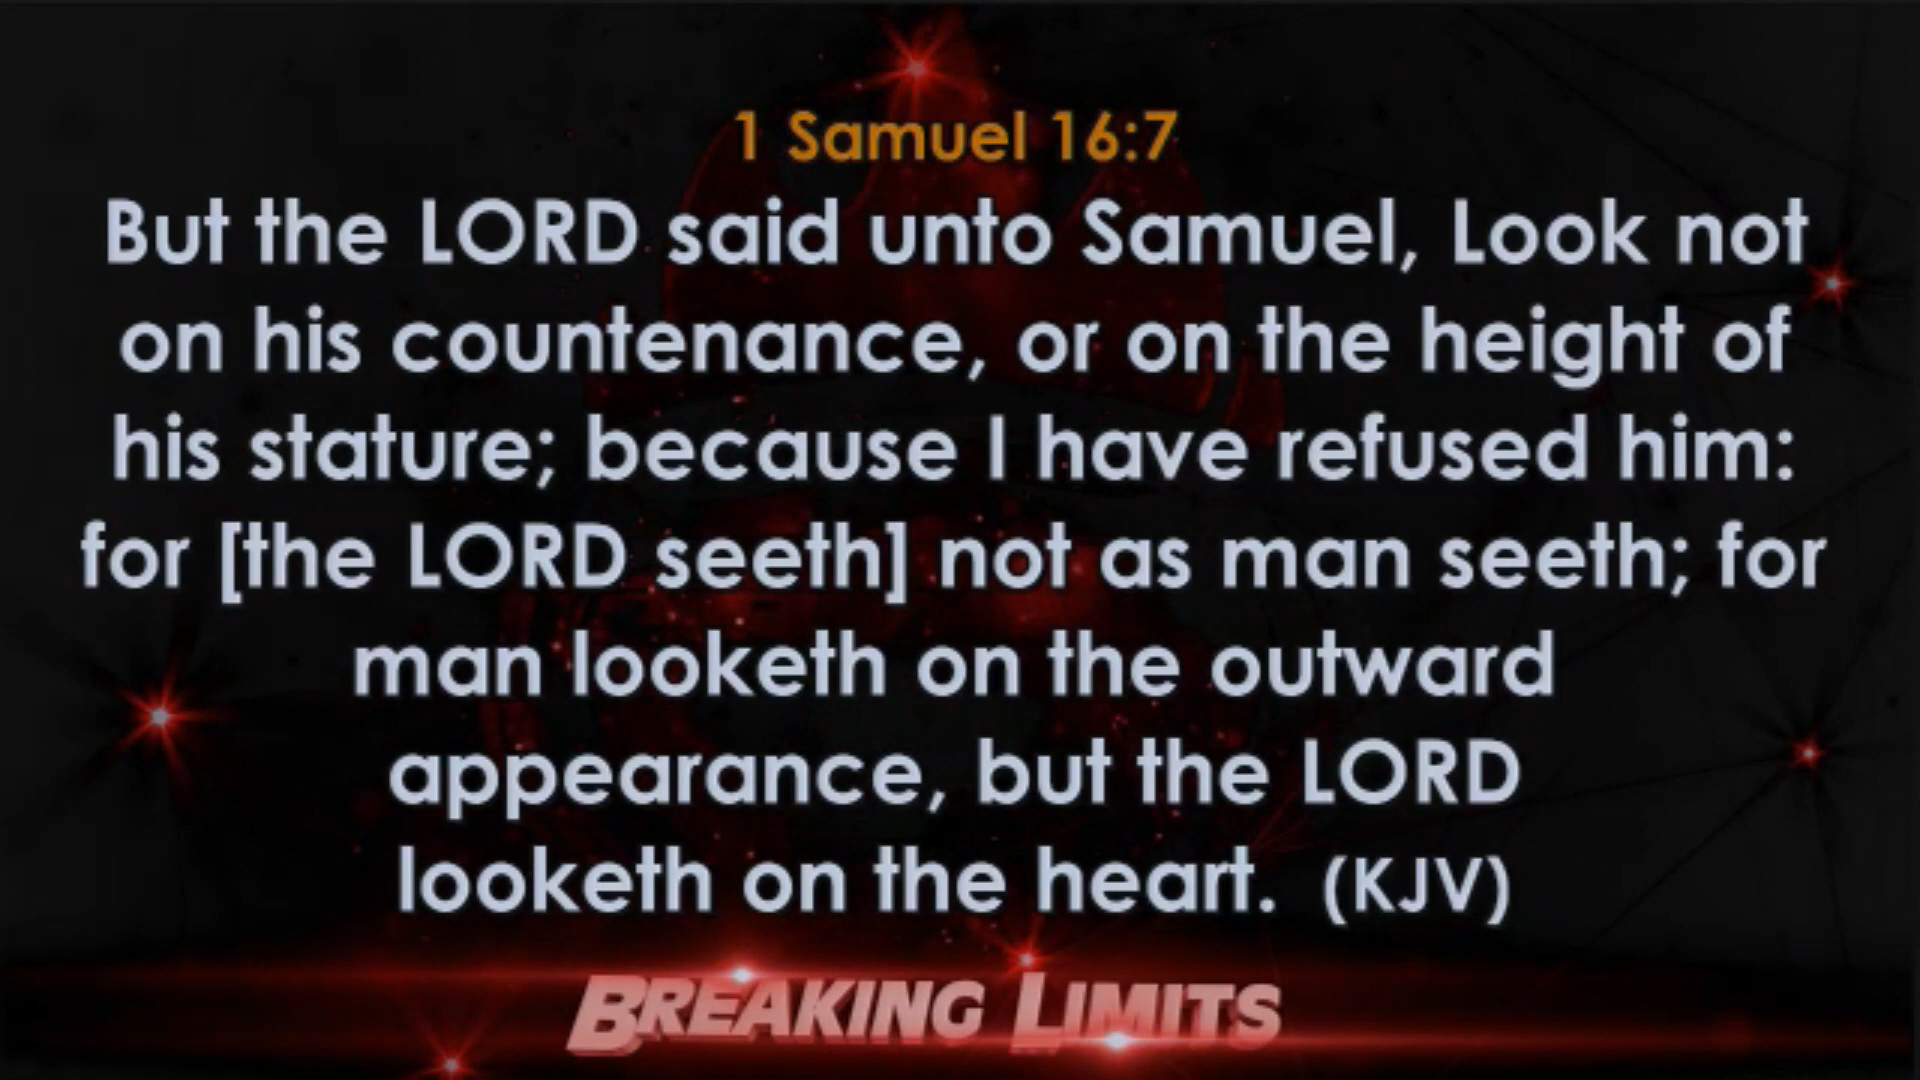 1 Samuel 16:7
But the LORD said unto Samuel, Look not
on his countenance, or on the height of
his stature; because I have refused him:
for [the LORD seeth] not as man seeth; for
man looketh on the outward
appearance, but the LORD
looketh on the heart. (KJV)
BREAKING LIMITS